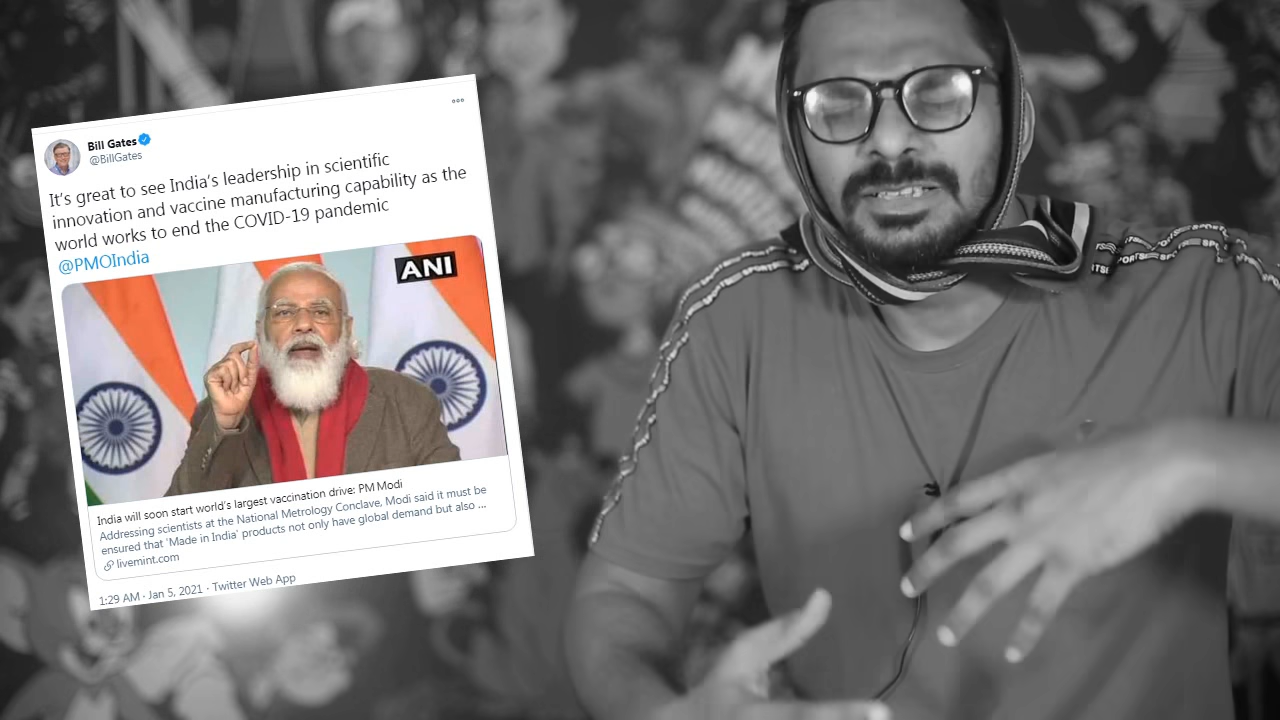 Bill Gates
@BillGates
It's great to see India's leadership in scientific
innovation and vaccine manufacturing capability as the
world works to end the COVID-19 pandemic
@PMOIndia
ANI
India will soon start world's largest vaccination drive: PM Modi
Addressing scientists at the National Metrology Conclave, Modi said it must be
ensured that 'Made in India' products not only have global demand but also ...
livemint.com
1:29 AM · Jan 5, 2021 · Twitter Web App